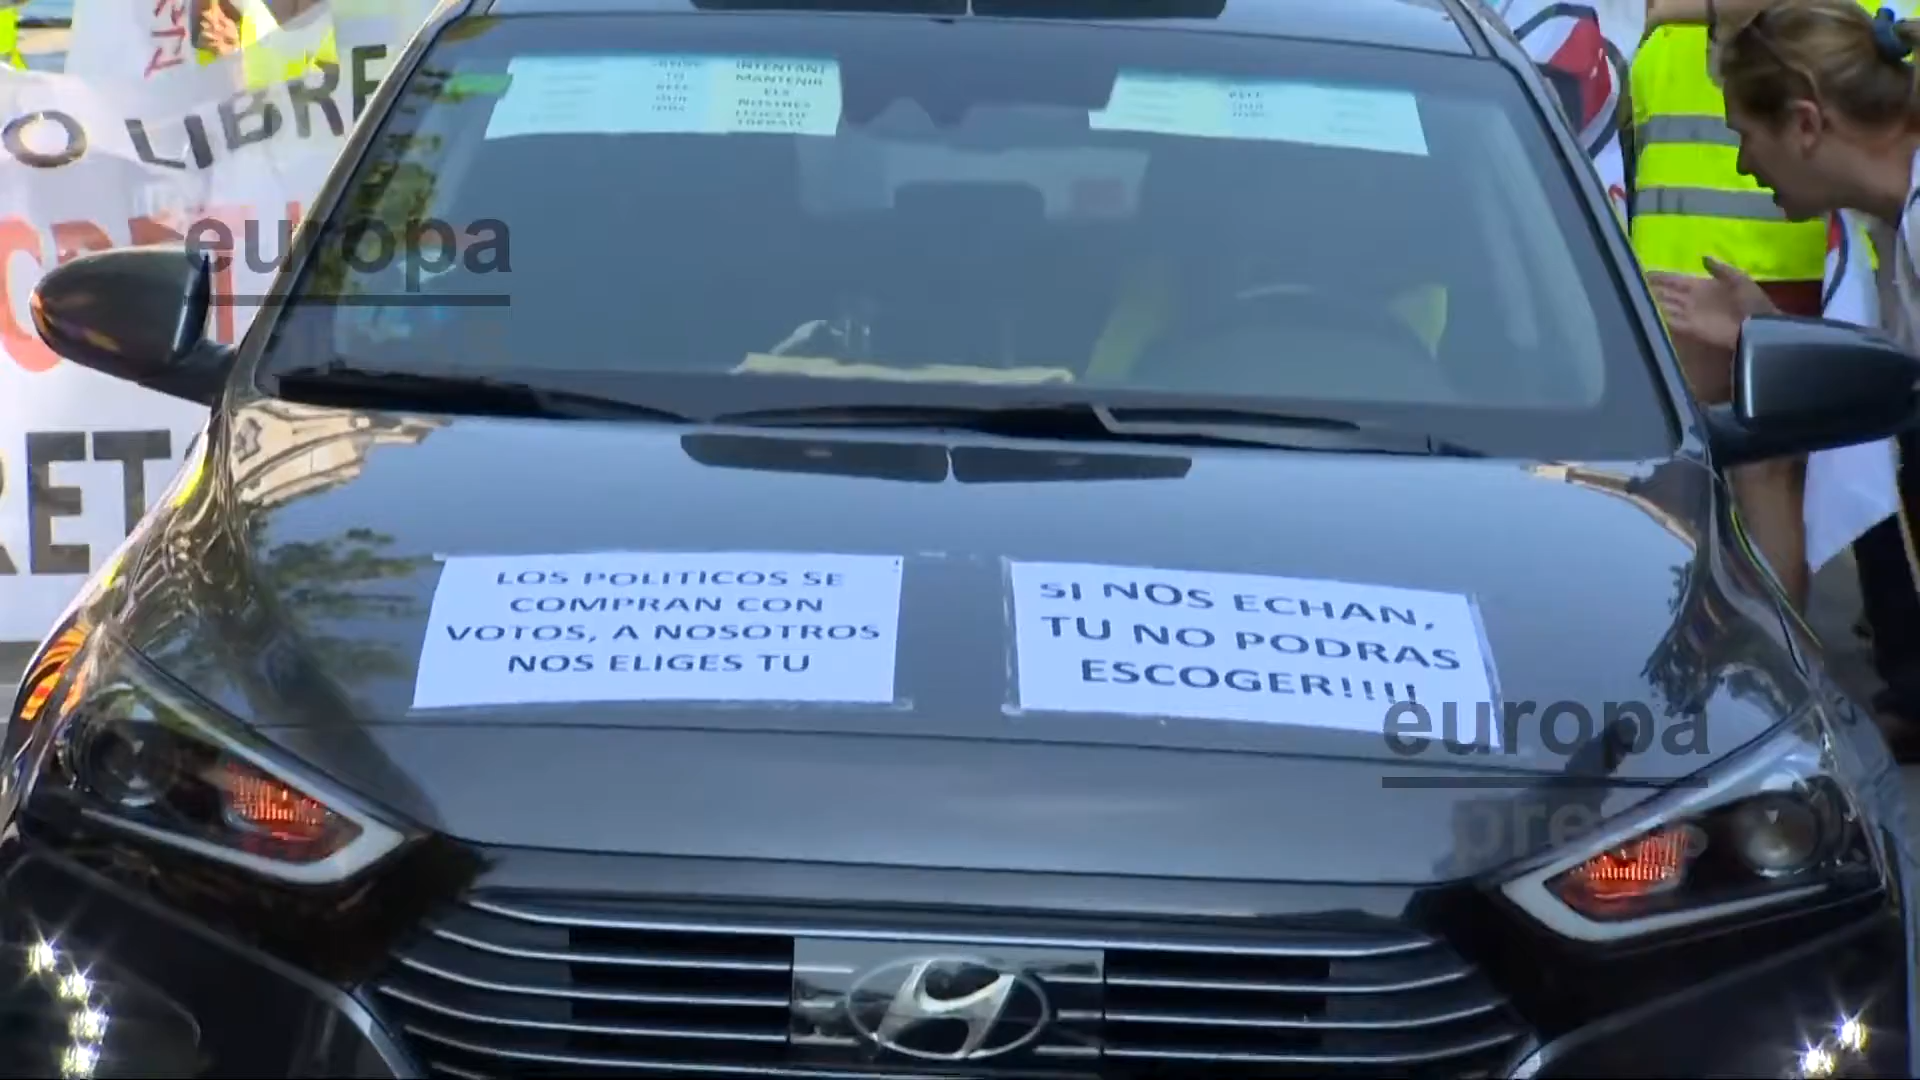 O LIBRE
INTENTANT
MANTENIR
ELS
NOSTRES
europa
RET
LOS POLITICOS SE
COMPRAN CON
VOTOS, A NOSOTROS
NOS ELIGES TU
SI NOS ECHAN,
TU NO PODRAS
ESCOGER!!!!
europa
press